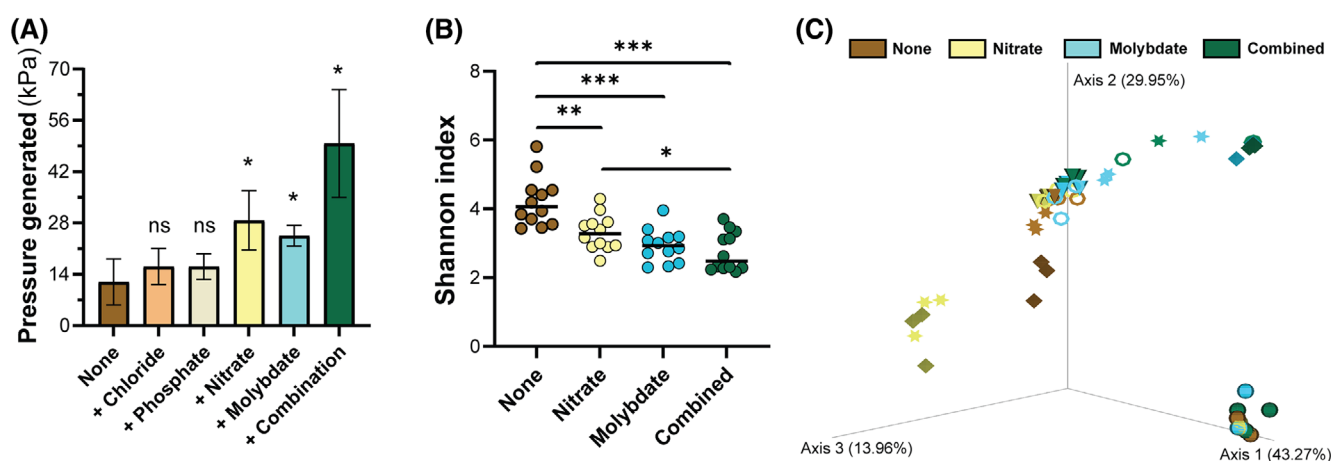 (A)
Pressure generated (kPa)
70
56
42
28
14
0
ns
ns
*
*
*
None
+ Chloride
+ Phosphate
+ Nitrate
+ Molybdate
+ Combination
(B)
Shannon index
8
6
4
2
0
***
***
**
*
None
Nitrate
Molybdate
Combined
(C)
None Nitrate Molybdate Combined
Axis 2 (29.95%)
Axis 3 (13.96%)
Axis 1 (43.27%)